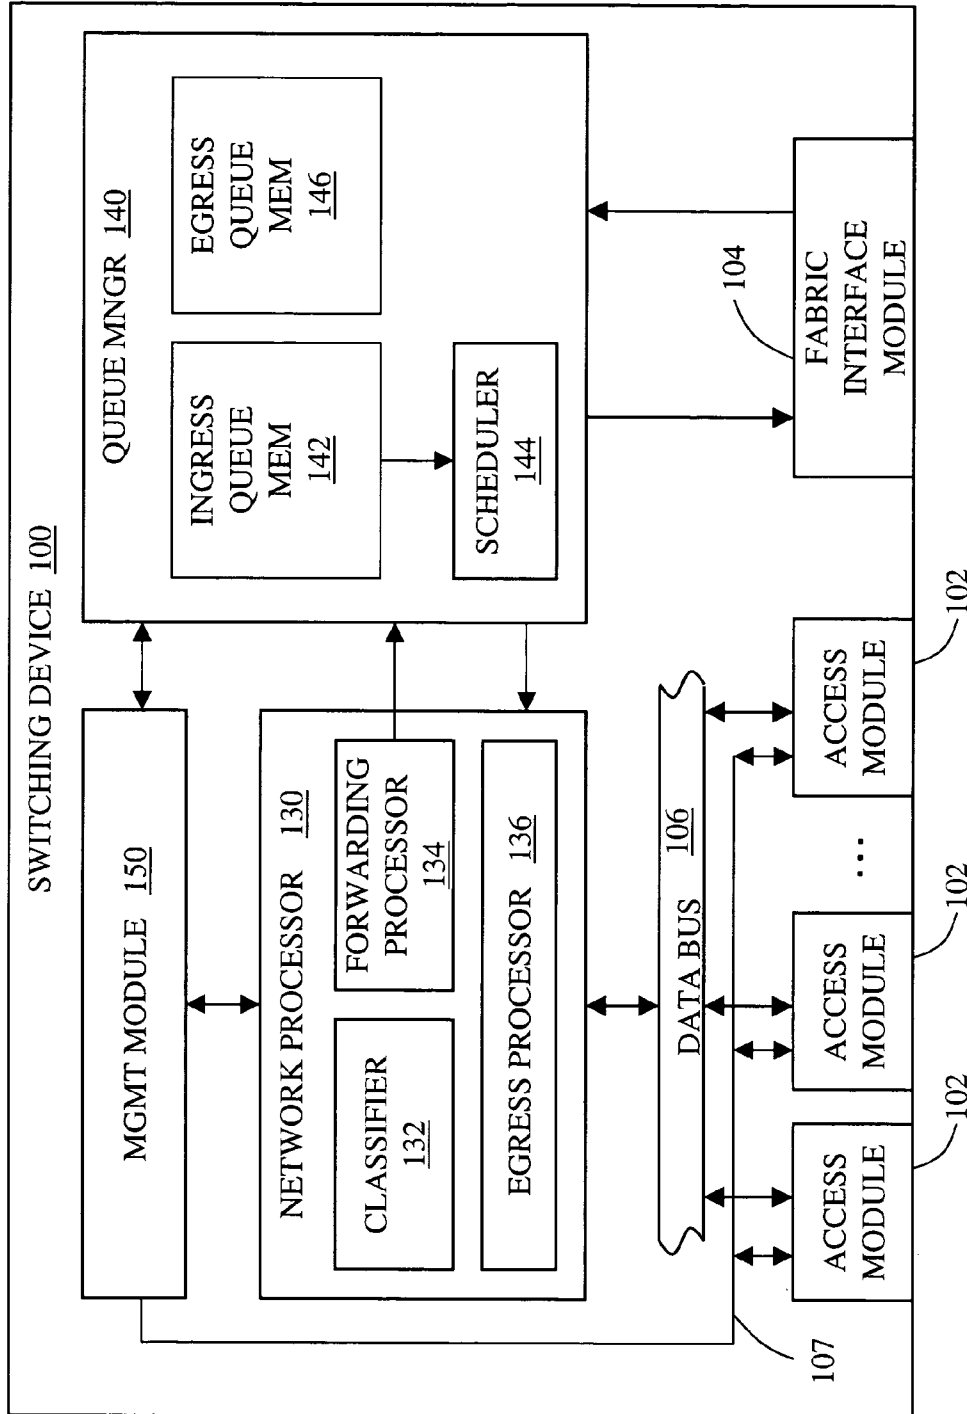 SWITCHING DEVICE 100
MGMT MODULE 150
QUEUE MNGR 140
INGRESS
QUEUE
MEM
142
EGRESS
QUEUE
MEM
146
SCHEDULER
144
NETWORK PROCESSOR 130
CLASSIFIER
132
FORWARDING
PROCESSOR
134
EGRESS PROCESSOR 136
DATA BUS 106
107
ACCESS
MODULE
102
ACCESS
MODULE
102
...
ACCESS
MODULE
102
104
FABRIC
INTERFACE
MODULE